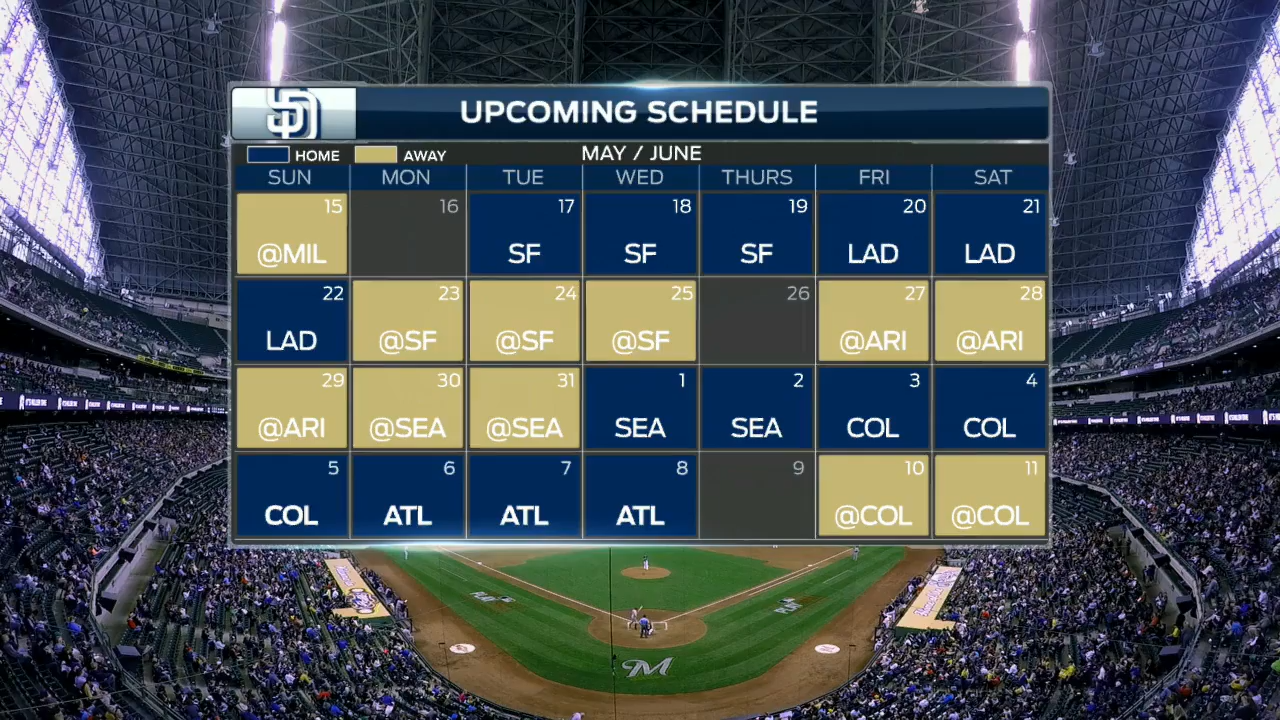 SD
UPCOMING SCHEDULE
HOME AWAY MAY / JUNE
SUN MON TUE WED THURS FRI SAT
15 16 17 18 19 20 21
@MIL SF SF SF LAD LAD
22 23 24 25 26 27 28
LAD @SF @SF @SF @ARI @ARI
29 30 31 1 2 3 4
@ARI @SEA @SEA SEA SEA COL COL
5 6 7 8 9 10 11
COL ATL ATL ATL @COL @COL
M